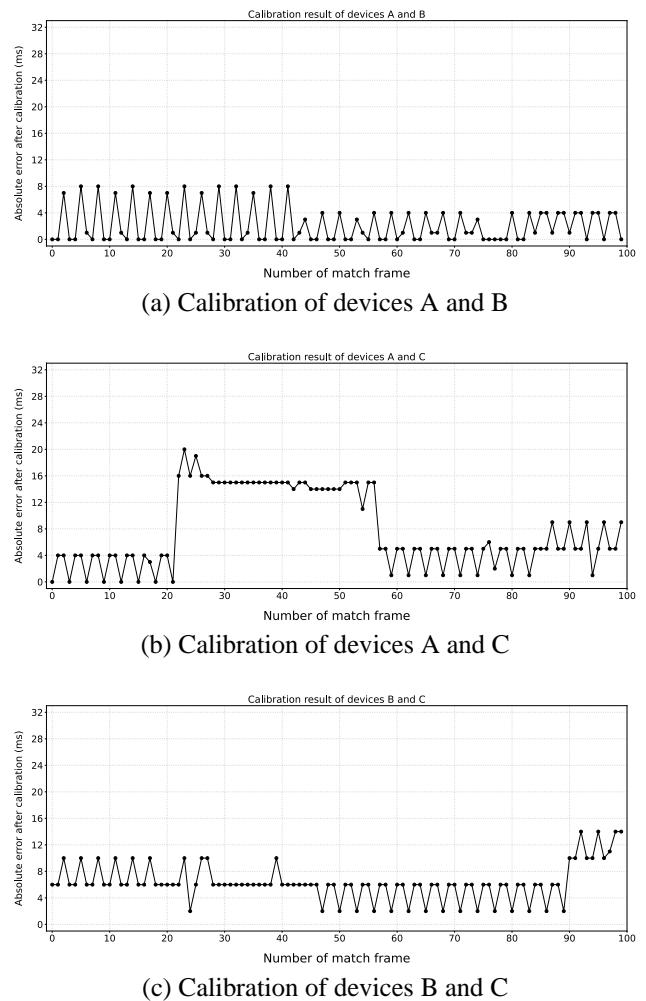 Calibration result of devices A and B
Absolute error after calibration (ms)
32
28
24
20
16
12
8
4
0
0 10 20 30 40 50 60 70 80 90 100
Number of match frame
(a) Calibration of devices A and B
Calibration result of devices A and C
Absolute error after calibration (ms)
32
28
24
20
16
12
8
4
0
0 10 20 30 40 50 60 70 80 90 100
Number of match frame
(b) Calibration of devices A and C
Calibration result of devices B and C
Absolute error after calibration (ms)
32
28
24
20
16
12
8
4
0
0 10 20 30 40 50 60 70 80 90 100
Number of match frame
(c) Calibration of devices B and C